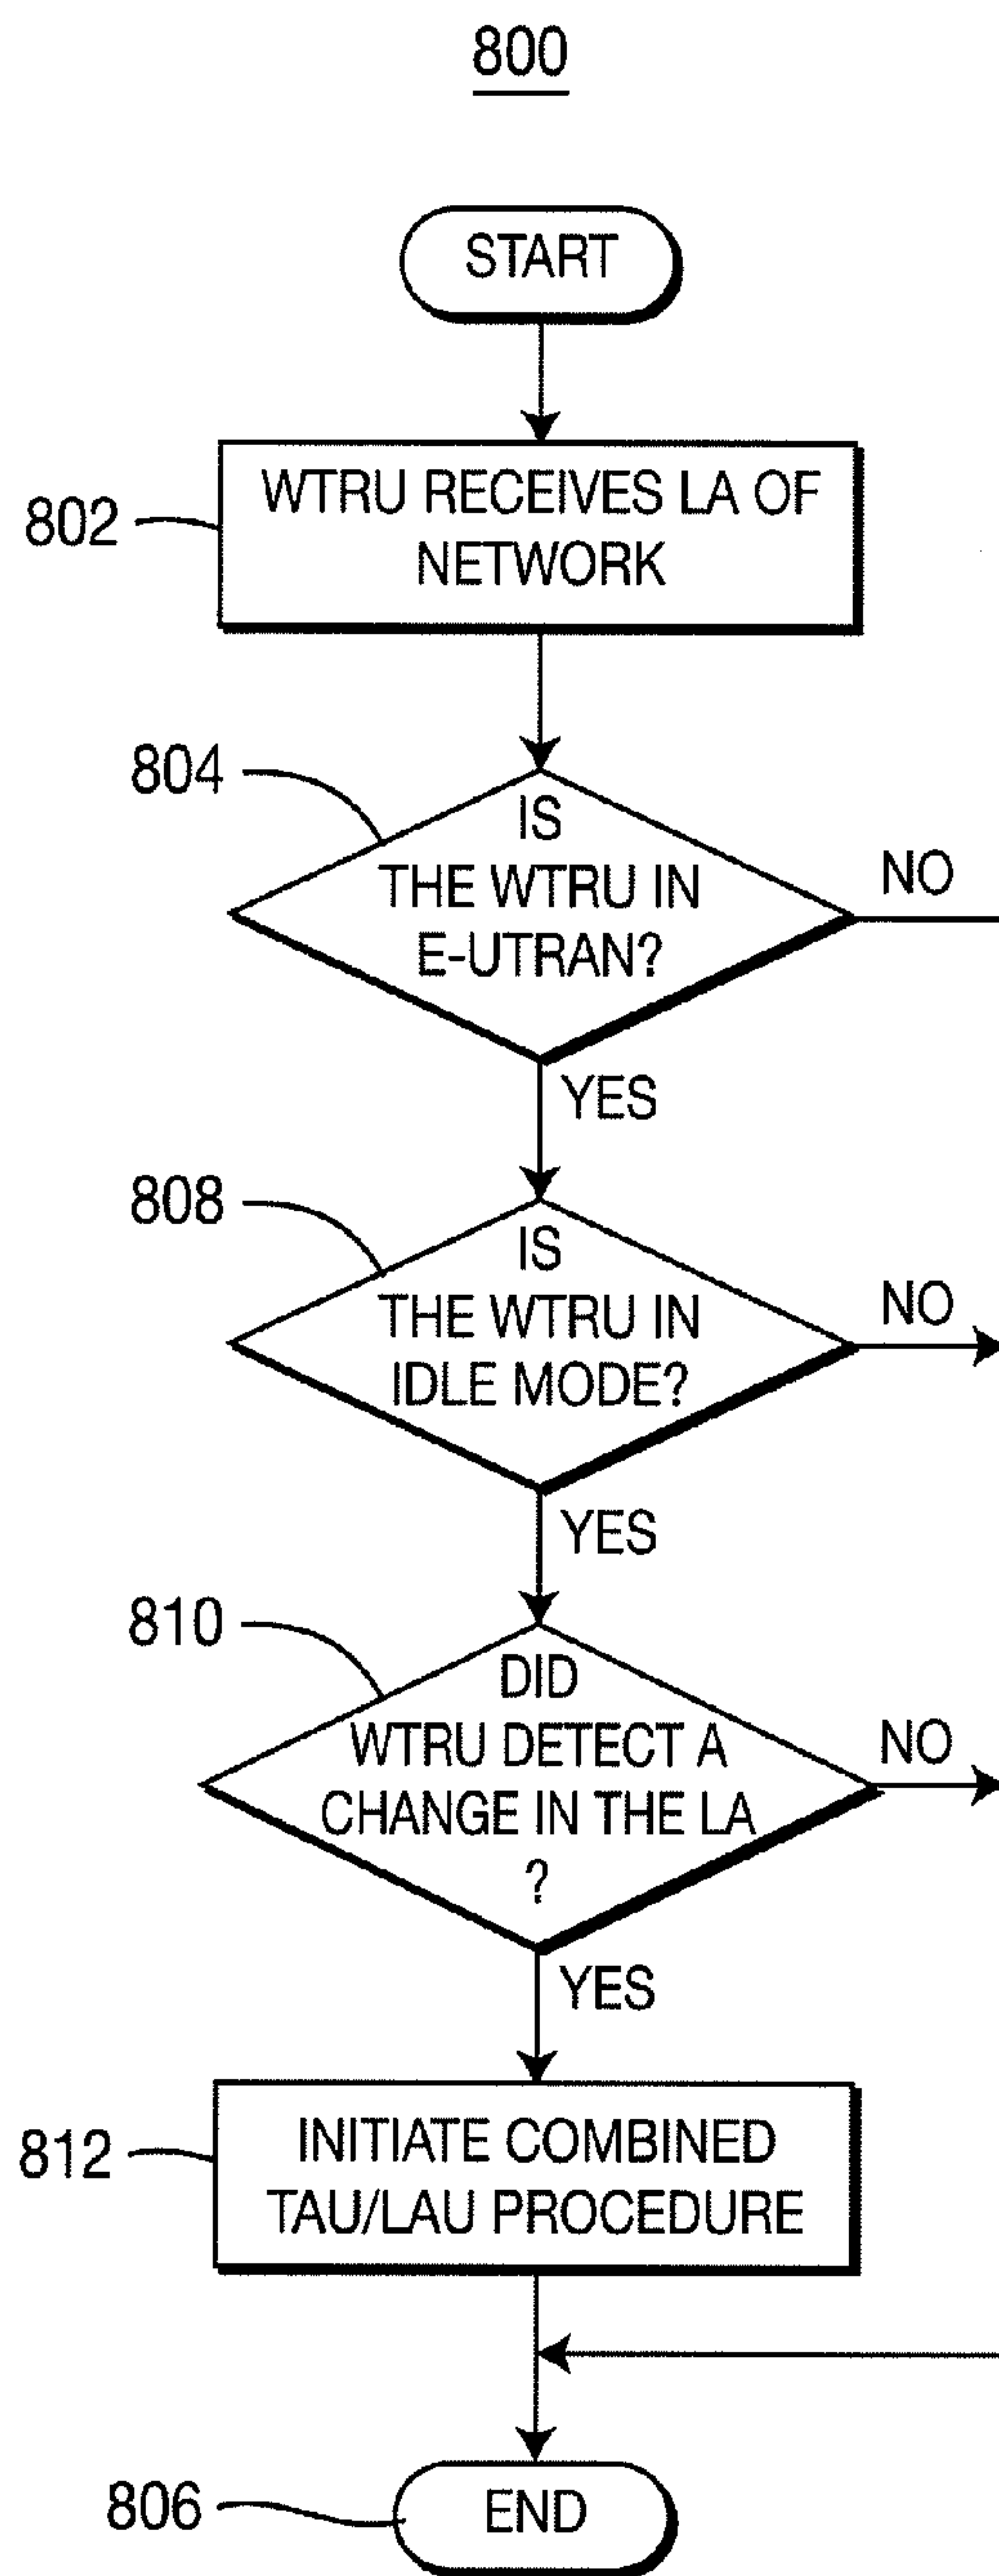 800
START
802
WTRU RECEIVES LA OF
NETWORK
804
IS
THE WTRU IN
E-UTRAN?
NO
YES
808
IS
THE WTRU IN
IDLE MODE?
NO
YES
810
DID
WTRU DETECT A
CHANGE IN THE LA
?
NO
YES
812
INITIATE COMBINED
TAU/LAU PROCEDURE
806
END